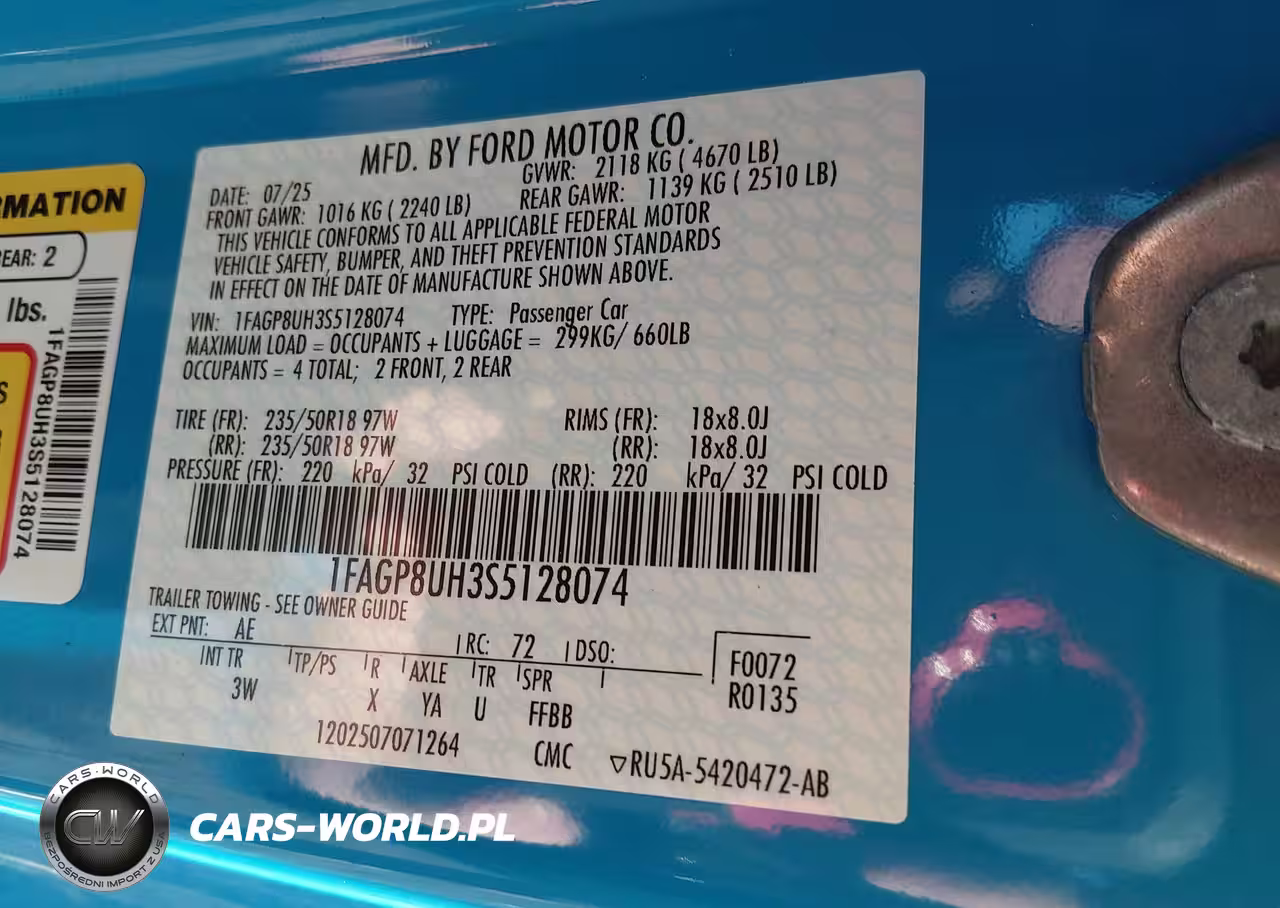 RMATION
EAR: 2
lbs.
S
1FAGP8UH3S5128074
MFD. BY FORD MOTOR CO.
DATE: 07/25 GVWR: 2118 KG ( 4670 LB)
FRONT GAWR: 1016 KG ( 2240 LB) REAR GAWR: 1139 KG ( 2510 LB)
THIS VEHICLE CONFORMS TO ALL APPLICABLE FEDERAL MOTOR
VEHICLE SAFETY, BUMPER, AND THEFT PREVENTION STANDARDS
IN EFFECT ON THE DATE OF MANUFACTURE SHOWN ABOVE.
VIN: 1FAGP8UH3S5128074 TYPE: Passenger Car
MAXIMUM LOAD = OCCUPANTS + LUGGAGE = 299KG/ 660LB
OCCUPANTS = 4 TOTAL; 2 FRONT, 2 REAR
TIRE (FR): 235/50R18 97W RIMS (FR): 18x8.0J
(RR): 235/50R18 97W (RR): 18x8.0J
PRESSURE (FR): 220 kPa/ 32 PSI COLD (RR): 220 kPa/ 32 PSI COLD
1FAGP8UH3S5128074
TRAILER TOWING - SEE OWNER GUIDE
EXT PNT: AE RC: 72 DSO:
INT TR TP/PS R AXLE TR SPR
3W X YA U FFBB
F0072
R0135
1202507071264 CMC ▽RU5A-5420472-AB
CARS-WORLD
CW
BEZPOŚREDNI IMPORT Z USA
CARS-WORLD.PL